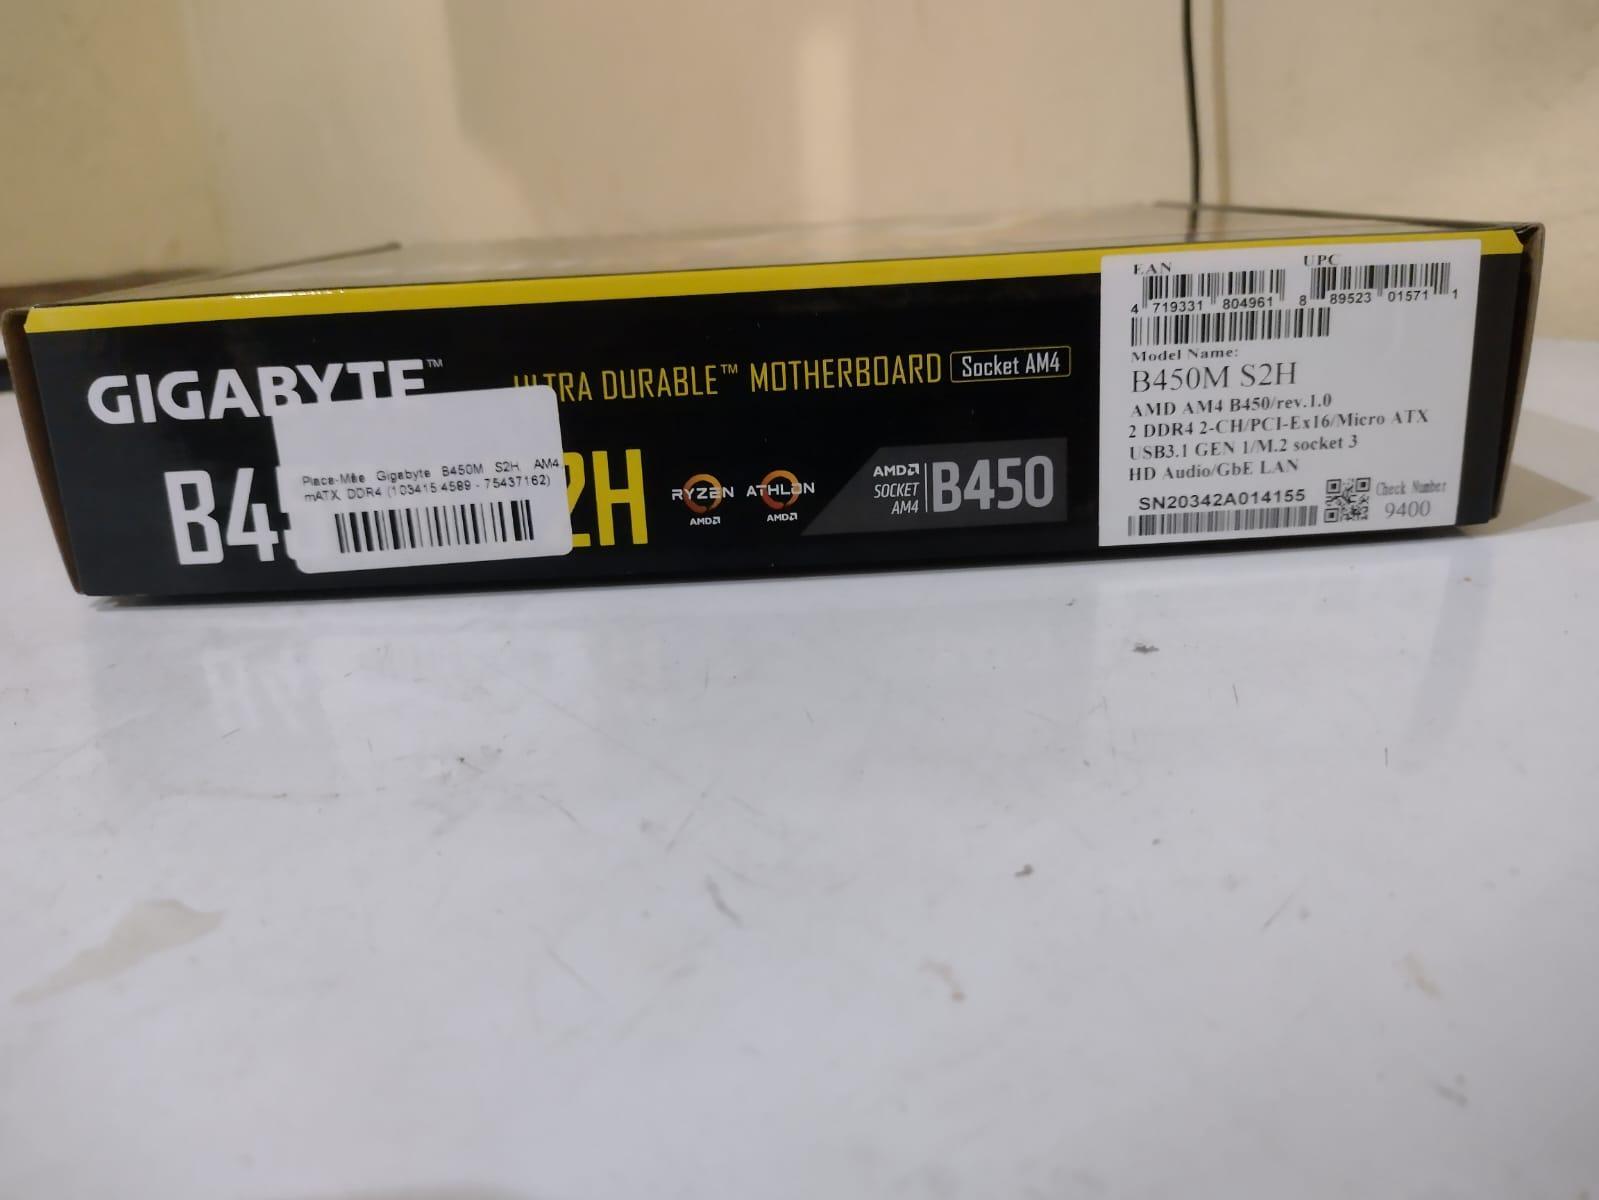 GIGABYTE™
ULTRA DURABLE™ MOTHERBOARD Socket AM4
B45 2H
Placa-Mãe Gigabyte B450M S2H, AM4,
mATX, DDR4 (103415 4589 - 75437162)
RYZEN
AMD
ATHLON
AMD
AMD
SOCKET
AM4
B450
EAN UPC
4 719331 804961 8 89523 01571 1
Model Name:
B450M S2H
AMD AM4 B450/rev.1.0
2 DDR4 2-CH/PCI-Ex16/Micro ATX
USB3.1 GEN 1/M.2 socket 3
HD Audio/GbE LAN
SN20342A014155
Check Number
9400